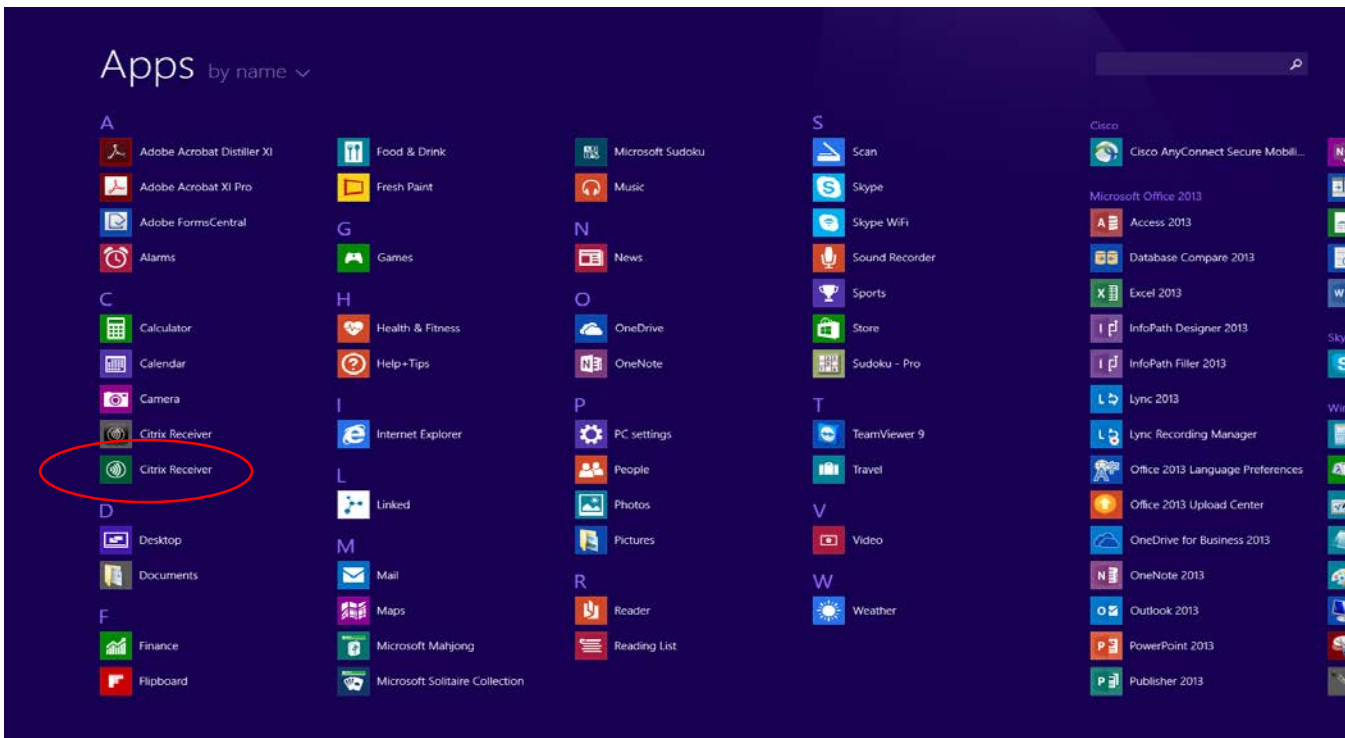 Apps by name
A
Adobe Acrobat Distiller XI
Adobe Acrobat XI Pro
Adobe FormsCentral
Alarms
C
Calculator
Calendar
Camera
Citrix Receiver
Citrix Receiver
D
Desktop
Documents
F
Finance
Flipboard
Food & Drink
Fresh Paint
G
Games
H
Health & Fitness
Help+Tips
I
Internet Explorer
L
Linked
M
Mail
Maps
Microsoft Mahjong
Microsoft Solitaire Collection
Microsoft Sudoku
Music
N
News
O
OneDrive
OneNote
P
PC settings
People
Photos
Pictures
R
Reader
Reading List
S
Scan
Skype
Skype WiFi
Sound Recorder
Sports
Store
Sudoku - Pro
T
TeamViewer 9
Travel
V
Video
W
Weather
Cisco
Cisco AnyConnect Secure Mobili...
Microsoft Office 2013
Access 2013
Database Compare 2013
Excel 2013
InfoPath Designer 2013
InfoPath Filler 2013
Lync 2013
Lync Recording Manager
Office 2013 Language Preferences
Office 2013 Upload Center
OneDrive for Business 2013
OneNote 2013
Outlook 2013
PowerPoint 2013
Publisher 2013
Sky